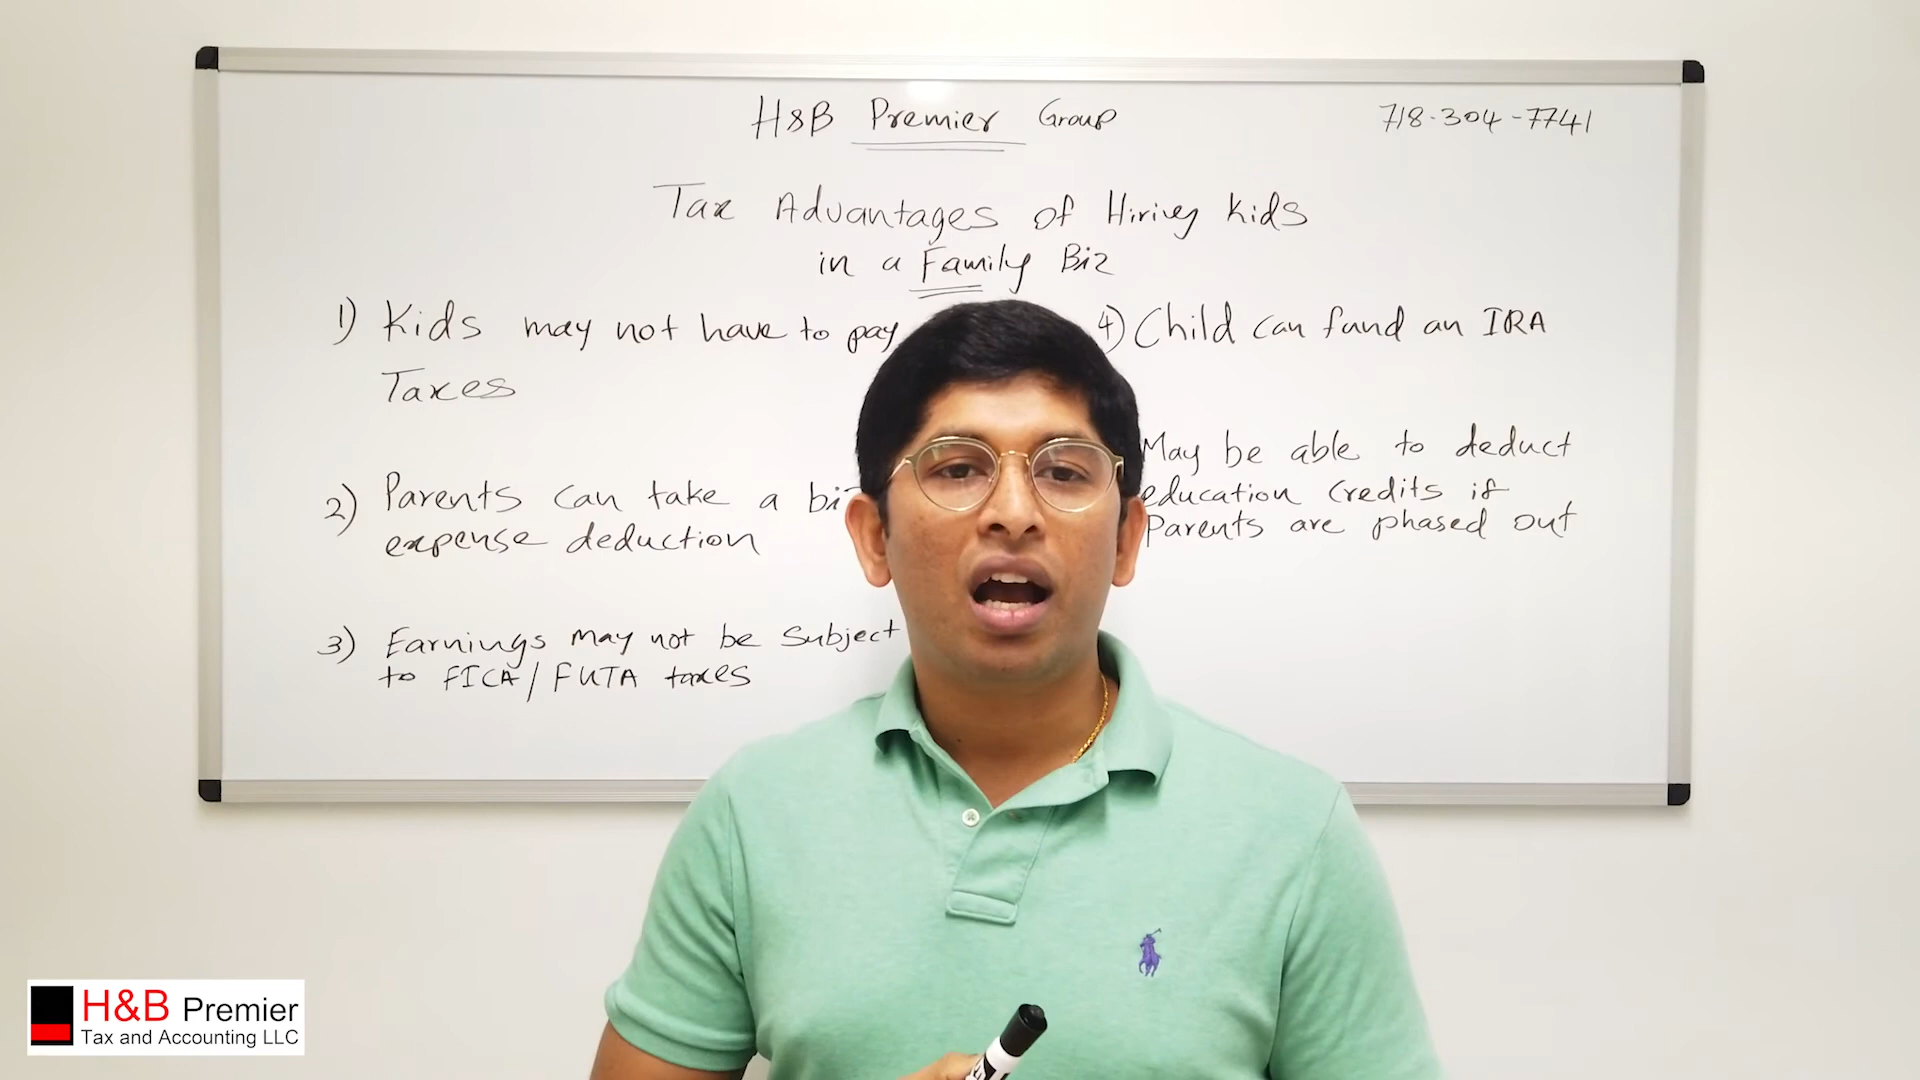 H&B Premier Group
718-304-7741
Tax Advantages of Hiring Kids
in a Family Biz
1) Kids may not have to pay
Taxes
2) Parents can take a biz
expense deduction
3) Earnings may not be subject
to FICA/FUTA taxes
4) Child can fund an IRA
May be able to deduct
education credits if
Parents are phased out
H&B Premier
Tax and Accounting LLC